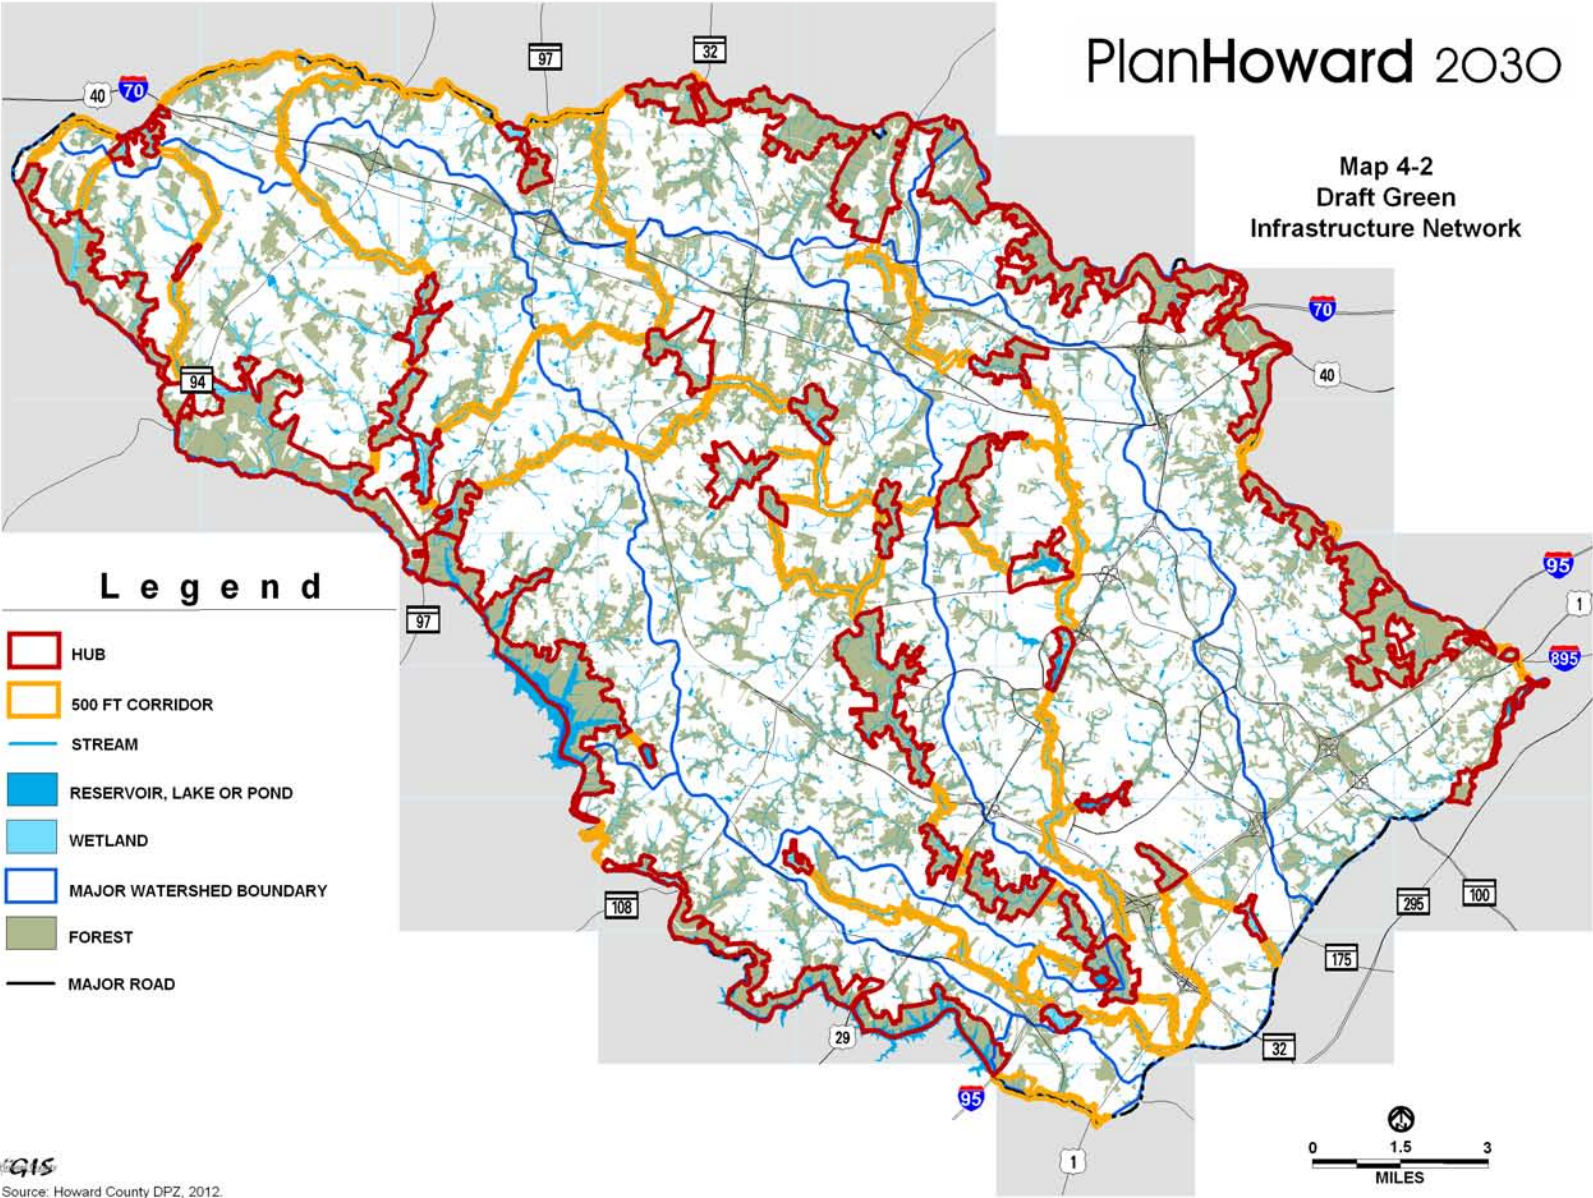 PlanHoward 2030
Map 4-2
Draft Green
Infrastructure Network
97
32
40
70
94
70
40
95
1
895
97
108
29
95
1
32
175
295
100
Legend
HUB
500 FT CORRIDOR
STREAM
RESERVOIR, LAKE OR POND
WETLAND
MAJOR WATERSHED BOUNDARY
FOREST
MAJOR ROAD
0 1.5 3
MILES
GIS
Source: Howard County DPZ, 2012.